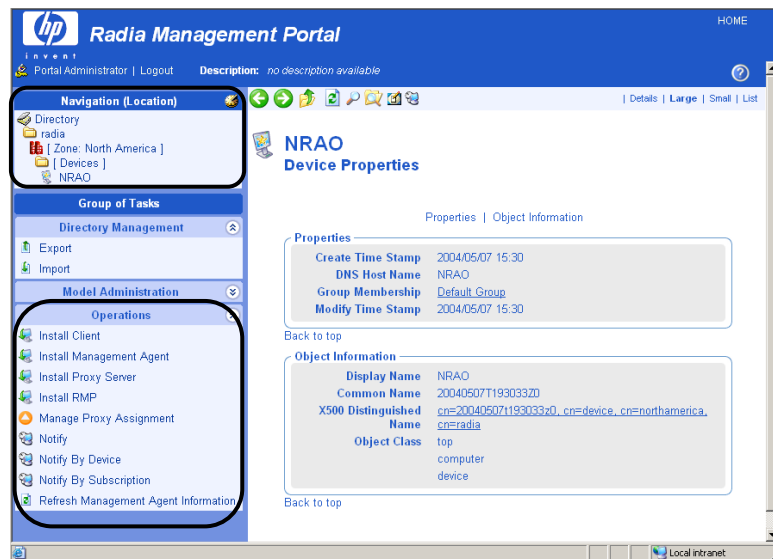 hp
invent
Radia Management Portal
HOME
Portal Administrator | Logout
Description: no description available
Navigation (Location)
Directory
radia
[ Zone: North America ]
[ Devices ]
NRAO
| Details | Large | Small | List
NRAO
Device Properties
Group of Tasks
Directory Management
Export
Import
Model Administration
Operations
Install Client
Install Management Agent
Install Proxy Server
Install RMP
Manage Proxy Assignment
Notify
Notify By Device
Notify By Subscription
Refresh Management Agent Information
Properties | Object Information
Properties
Create Time Stamp 2004/05/07 15:30
DNS Host Name NRAO
Group Membership Default Group
Modify Time Stamp 2004/05/07 15:30
Back to top
Object Information
Display Name NRAO
Common Name 20040507T193033Z0
X500 Distinguished Name cn=20040507t193033z0, cn=device, cn=northamerica,
cn=radia
Object Class top
computer
device
Back to top
Local intranet